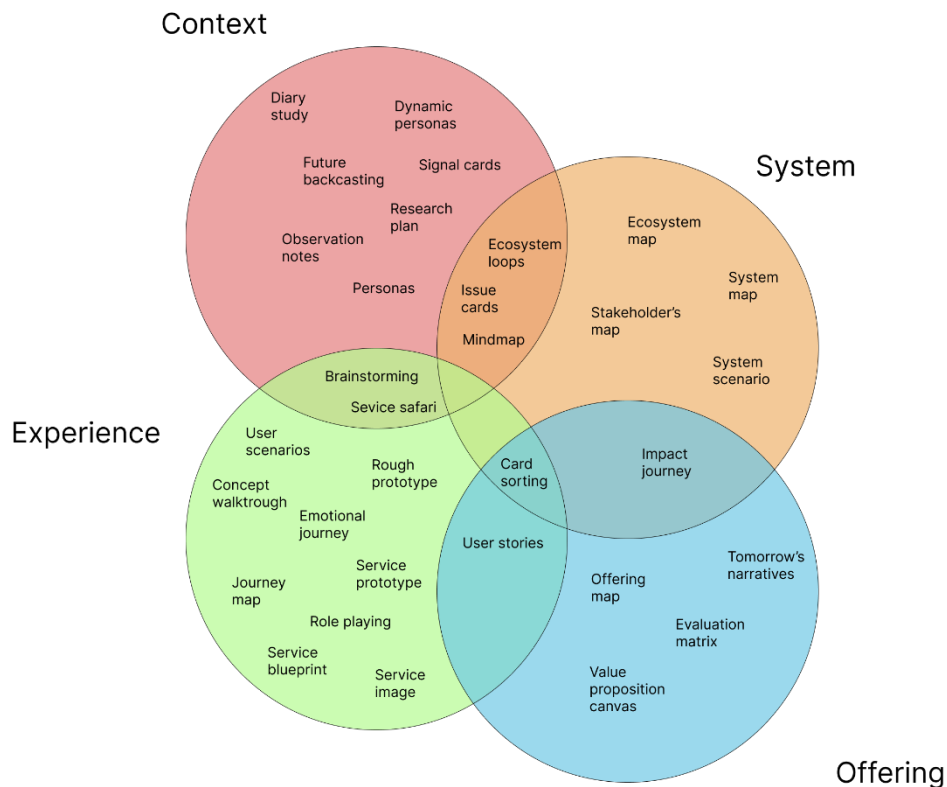 Context
Diary
study
Dynamic
personas
Future
backcasting
Signal cards
Research
plan
Observation
notes
Personas
System
Ecosystem
loops
Issue
cards
Mindmap
Ecosystem
map
System
map
Stakeholder’s
map
System
scenario
Brainstorming
Sevice safari
Experience
User
scenarios
Rough
prototype
Concept
walktrough
Emotional
journey
Service
prototype
Journey
map
Role playing
Service
blueprint
Service
image
Card
sorting
User stories
Impact
journey
Tomorrow’s
narratives
Offering
map
Evaluation
matrix
Value
proposition
canvas
Offering